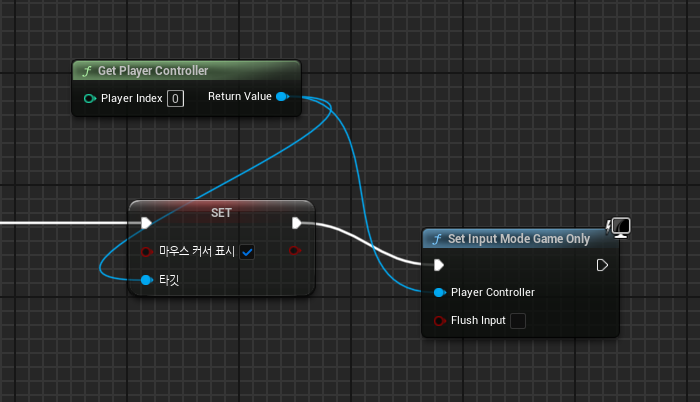 f Get Player Controller
Player Index 0 Return Value
SET
마우스 커서 표시
타깃
f Set Input Mode Game Only
Player Controller
Flush Input